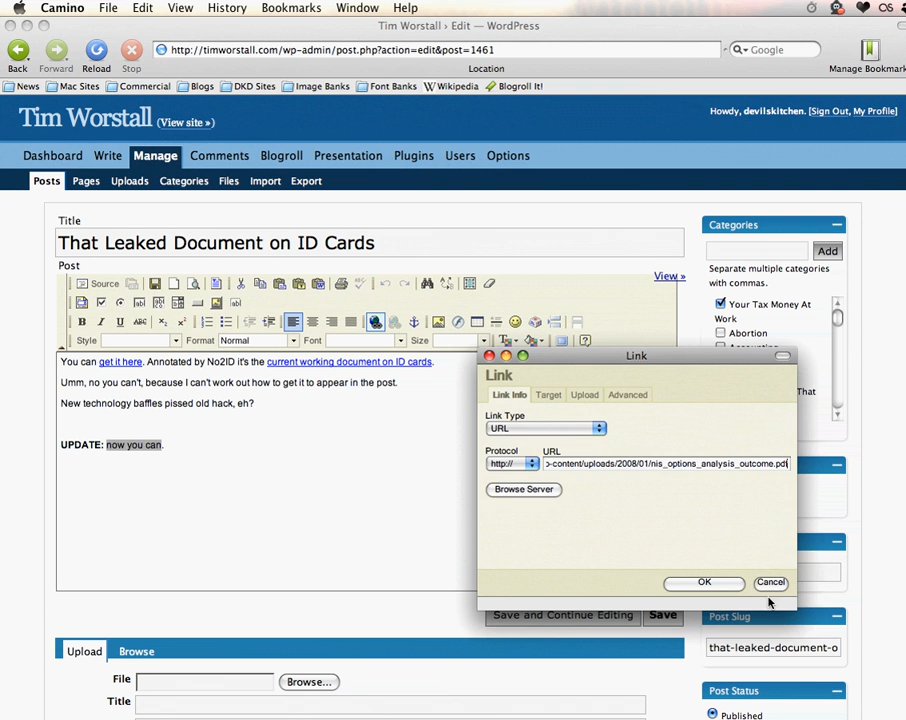 Camino File Edit View History Bookmarks Window Help OS
Tim Worstall › Edit — WordPress
http://timworstall.com/wp-admin/post.php?action=edit&post=1461
Google
Back Forward Reload Stop Location Manage Bookmark
News Mac Sites Commercial Blogs DKD Sites Image Banks Font Banks Wikipedia Blogroll It!
Tim Worstall (View site »)
Howdy, devilskitchen. [Sign Out, My Profile]
Dashboard Write Manage Comments Blogroll Presentation Plugins Users Options
Posts Pages Uploads Categories Files Import Export
Title
That Leaked Document on ID Cards
Post
View »
Source
B I U ABC
Style Format Normal Font Size
You can get it here. Annotated by No2ID it's the current working document on ID cards.
Umm, no you can't, because I can't work out how to get it to appear in the post.
New technology baffles pissed old hack, eh?
UPDATE: now you can.
Link
Link
Link Info Target Upload Advanced
Link Type
URL
Protocol URL
http:// o-content/uploads/2008/01/nis_options_analysis_outcome.pdf
Browse Server
OK Cancel
Save and Continue Editing Save
Categories
Add
Separate multiple categories
with commas.
Your Tax Money At
Work
Abortion
That
Post Slug
that-leaked-document-o
Post Status
Published
Upload Browse
File Browse...
Title